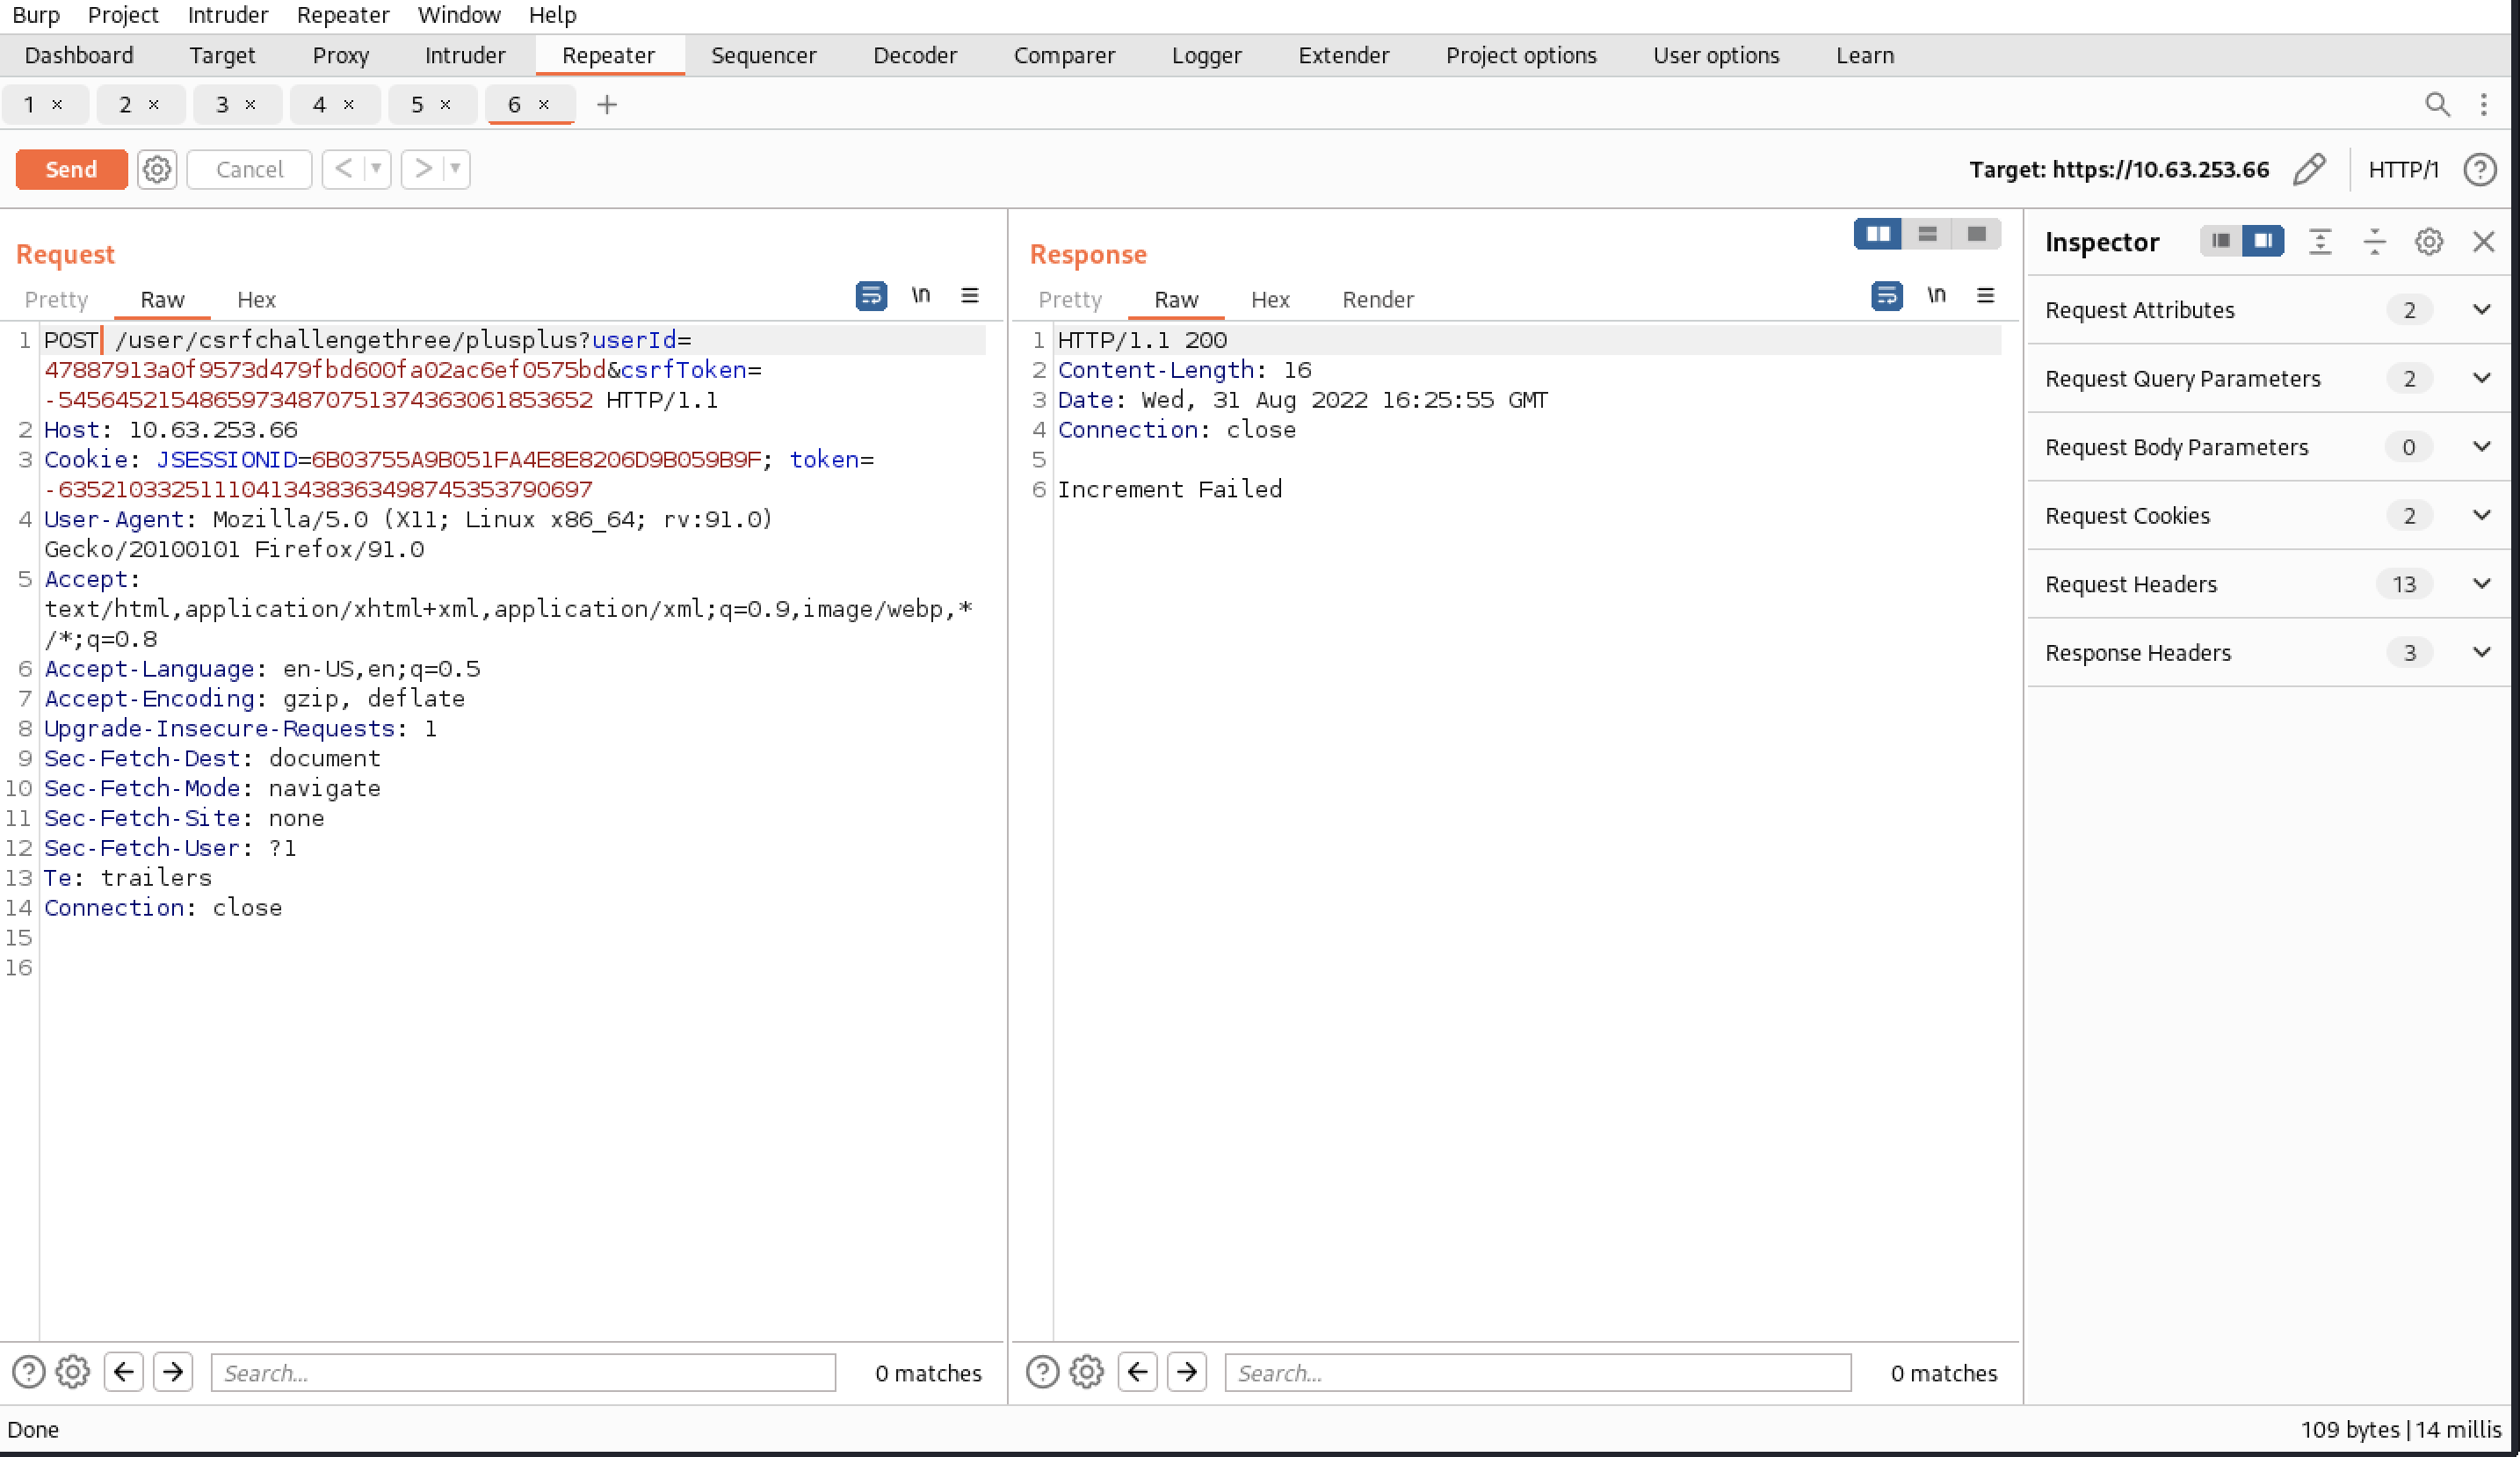 Burp Project Intruder Repeater Window Help
Dashboard Target Proxy Intruder Repeater Sequencer Decoder Comparer Logger Extender Project options User options Learn
1 × 2 × 3 × 4 × 5 × 6 × +
Send Cancel < > Target: https://10.63.253.66 HTTP/1 ?
Request
Pretty Raw Hex \n
1 POST /user/csrfchallengethree/plusplus?userId=
47887913a0f9573d479fbd600fa02ac6ef0575bd&csrfToken=
-54564521548659734870751374363061853652 HTTP/1.1
2 Host: 10.63.253.66
3 Cookie: JSESSIONID=6B03755A9B051FA4E8E8206D9B059B9F; token=
-63521033251110413438363498745353790697
4 User-Agent: Mozilla/5.0 (X11; Linux x86_64; rv:91.0)
Gecko/20100101 Firefox/91.0
5 Accept:
text/html,application/xhtml+xml,application/xml;q=0.9,image/webp,*
/*;q=0.8
6 Accept-Language: en-US,en;q=0.5
7 Accept-Encoding: gzip, deflate
8 Upgrade-Insecure-Requests: 1
9 Sec-Fetch-Dest: document
10 Sec-Fetch-Mode: navigate
11 Sec-Fetch-Site: none
12 Sec-Fetch-User: ?1
13 Te: trailers
14 Connection: close
15
16
Search... 0 matches
Response
Pretty Raw Hex Render \n
1 HTTP/1.1 200
2 Content-Length: 16
3 Date: Wed, 31 Aug 2022 16:25:55 GMT
4 Connection: close
5
6 Increment Failed
Search... 0 matches
Inspector
Request Attributes 2
Request Query Parameters 2
Request Body Parameters 0
Request Cookies 2
Request Headers 13
Response Headers 3
Done 109 bytes | 14 millis